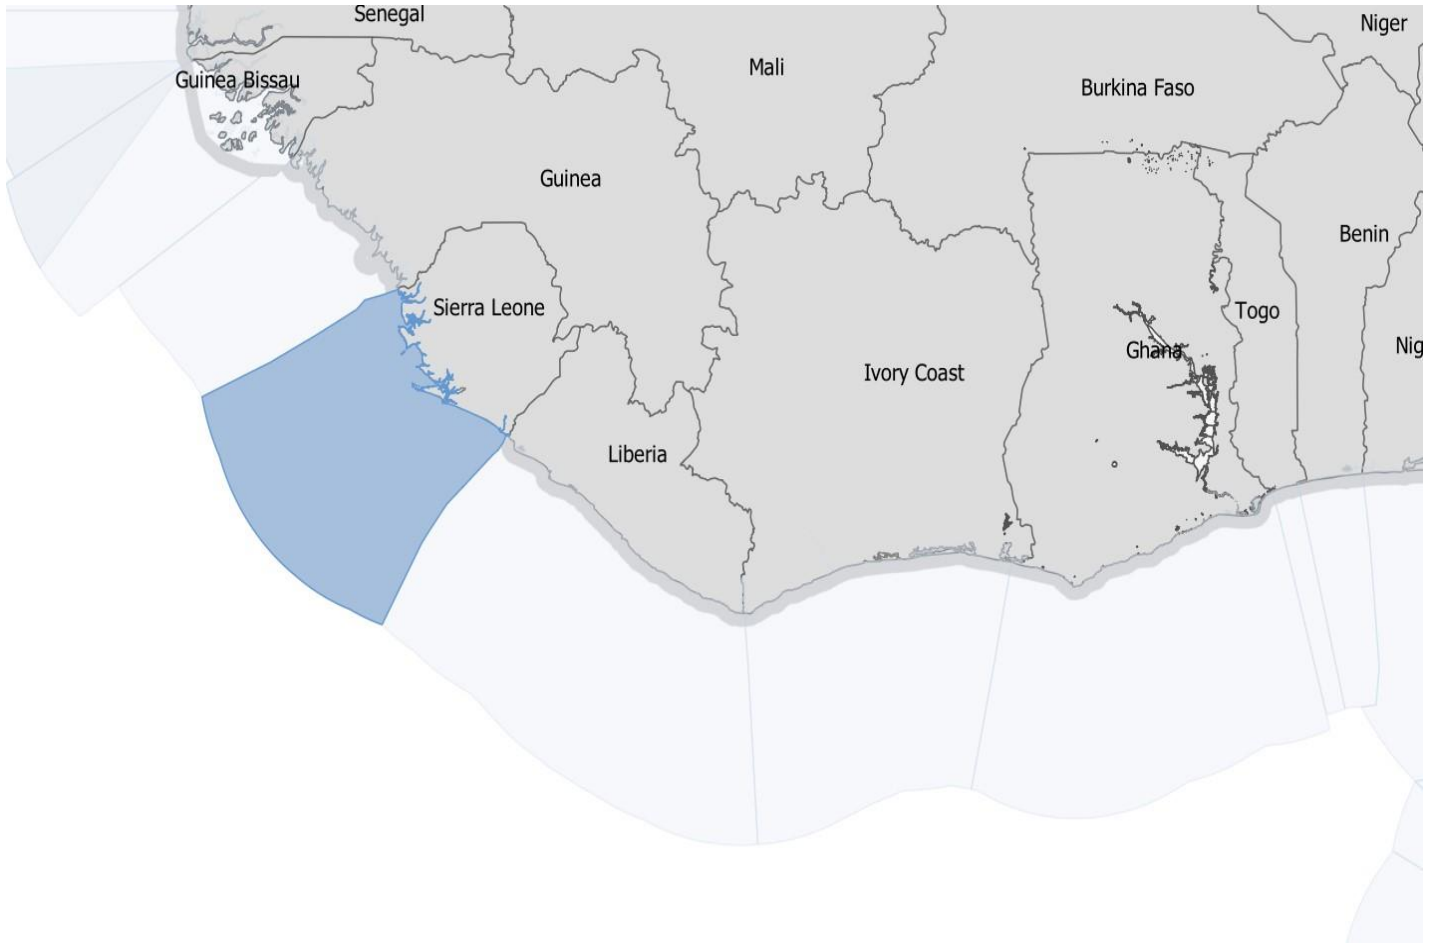 Senegal
Niger
Mali
Guinea Bissau
Burkina Faso
Guinea
Benin
Sierra Leone
Togo
Ghana
Nig
Ivory Coast
Liberia